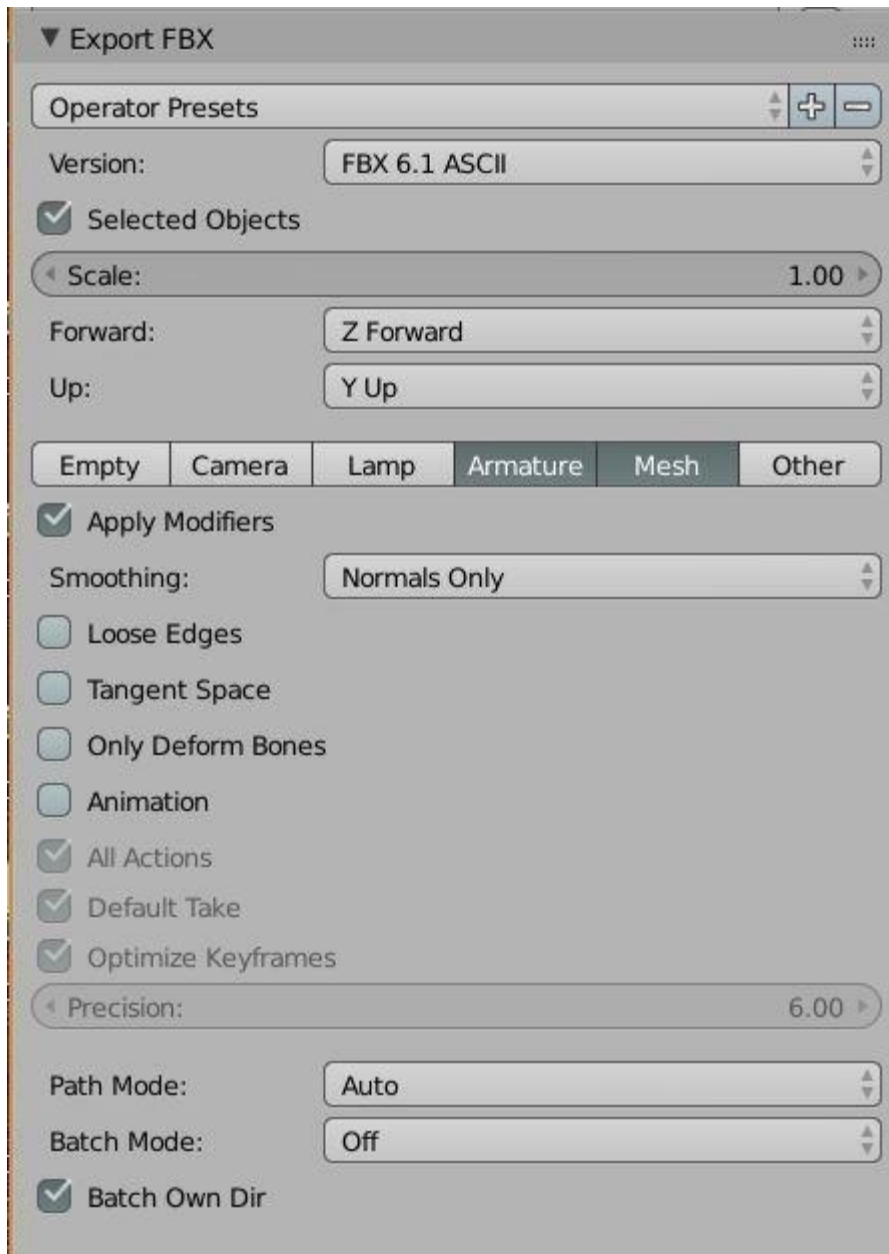 Export FBX
Operator Presets
Version: FBX 6.1 ASCII
Selected Objects
Scale: 1.00
Forward: Z Forward
Up: Y Up
Empty Camera Lamp Armature Mesh Other
Apply Modifiers
Smoothing: Normals Only
Loose Edges
Tangent Space
Only Deform Bones
Animation
All Actions
Default Take
Optimize Keyframes
Precision: 6.00
Path Mode: Auto
Batch Mode: Off
Batch Own Dir